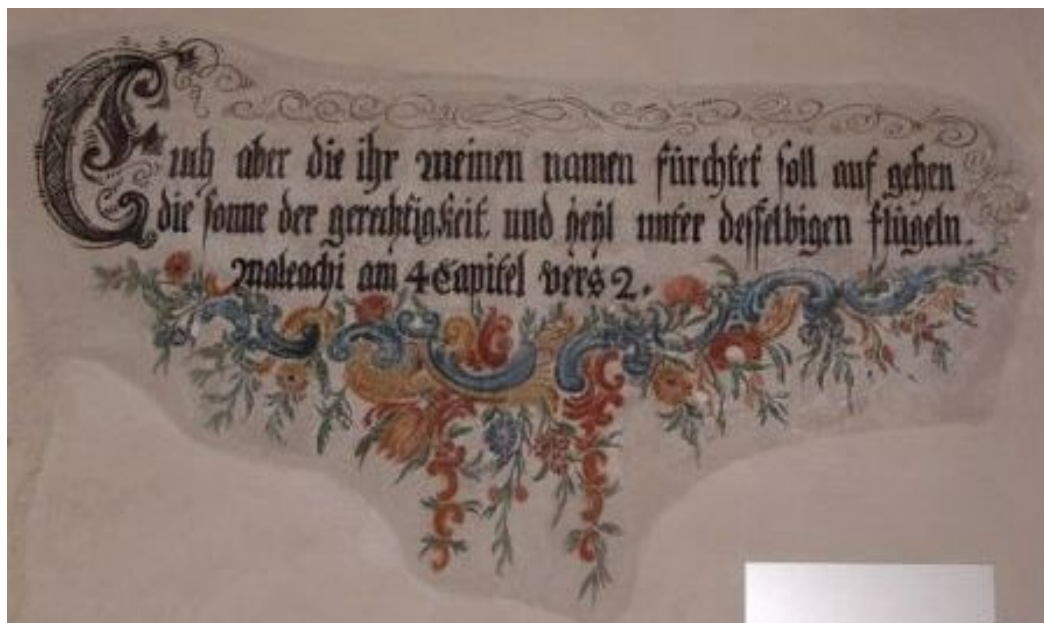 Euch aber die ihr meinen namen fürchtet soll auf gehen
die sonne der gerechtigkeit und heyl unter desselbigen flügeln.
Maleachi am 4 Capitel vers 2.